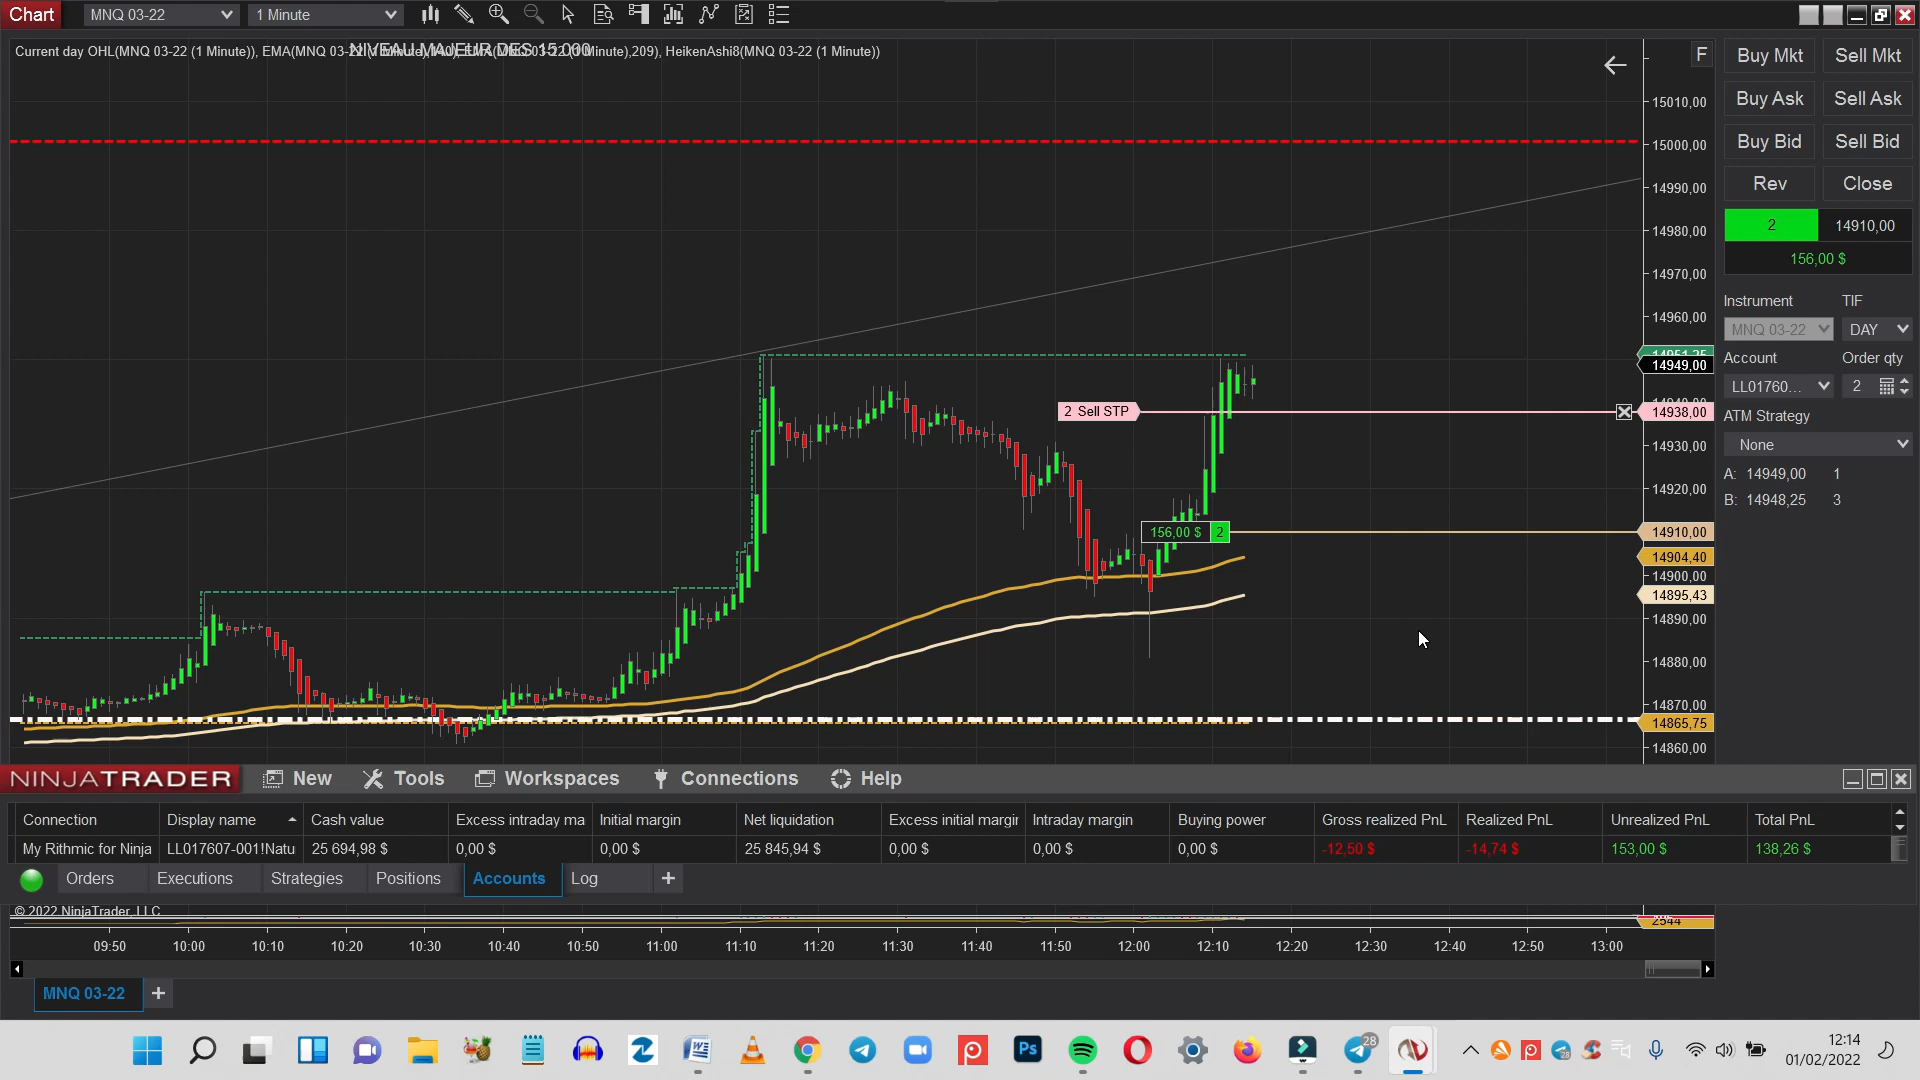 Chart
MNQ 03-22
1 Minute
Current day OHL(MNQ 03-22 (1 Minute)), EMA(MNQ 03-22 (1 Minute),140), EMA(MNQ 03-22 (1 Minute),209), HeikenAshi8(MNQ 03-22 (1 Minute))
NIVEAU MAJEUR DES 15 000
F
15010,00
15000,00
14990,00
14980,00
14970,00
14960,00
14951,25
14949,00
14940,00
14938,00
14930,00
14920,00
14910,00
14904,40
14900,00
14895,43
14890,00
14880,00
14870,00
14865,75
14860,00
2 Sell STP
156,00 $ 2
Buy Mkt Sell Mkt
Buy Ask Sell Ask
Buy Bid Sell Bid
Rev Close
2 14910,00
156,00 $
Instrument TIF
MNQ 03-22 DAY
Account Order qty
LL01760... 2
ATM Strategy
None
A: 14949,00 1
B: 14948,25 3
NINJATRADER New Tools Workspaces Connections Help
Connection Display name Cash value Excess intraday ma Initial margin Net liquidation Excess initial margin Intraday margin Buying power Gross realized PnL Realized PnL Unrealized PnL Total PnL
My Rithmic for Ninja LL017607-001!Natu 25 694,98 $ 0,00 $ 0,00 $ 25 845,94 $ 0,00 $ 0,00 $ 0,00 $ -12,50 $ -14,74 $ 153,00 $ 138,26 $
Orders Executions Strategies Positions Accounts Log +
© 2022 NinjaTrader, LLC
2544
09:50 10:00 10:10 10:20 10:30 10:40 10:50 11:00 11:10 11:20 11:30 11:40 11:50 12:00 12:10 12:20 12:30 12:40 12:50 13:00
MNQ 03-22 +
Ps
28
12:14
01/02/2022